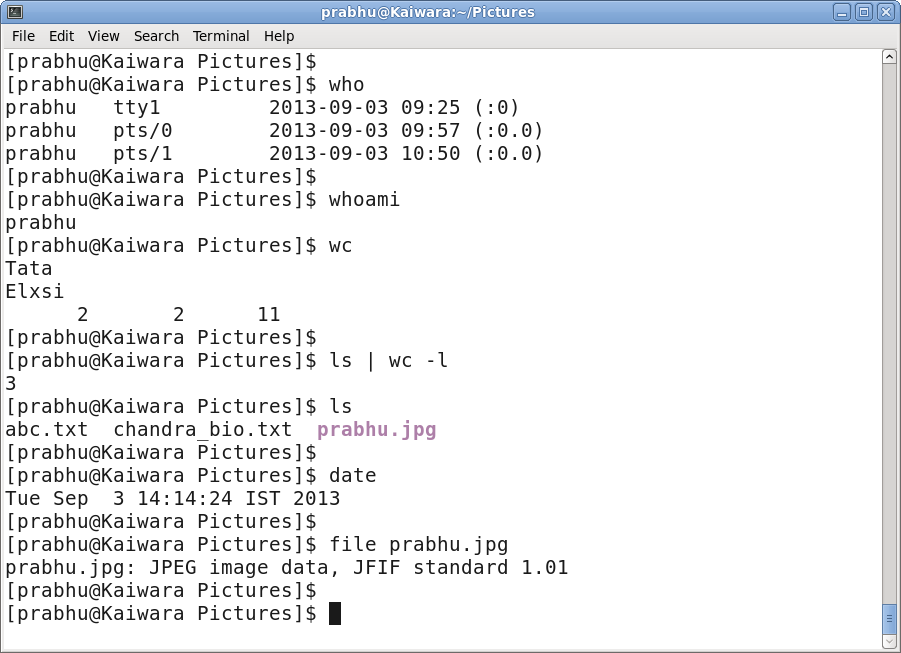 prabhu@Kaiwara:~/Pictures
File Edit View Search Terminal Help
[prabhu@Kaiwara Pictures]$
[prabhu@Kaiwara Pictures]$ who
prabhu   tty1         2013-09-03 09:25 (:0)
prabhu   pts/0        2013-09-03 09:57 (:0.0)
prabhu   pts/1        2013-09-03 10:50 (:0.0)
[prabhu@Kaiwara Pictures]$
[prabhu@Kaiwara Pictures]$ whoami
prabhu
[prabhu@Kaiwara Pictures]$ wc
Tata
Elxsi
      2       2      11
[prabhu@Kaiwara Pictures]$
[prabhu@Kaiwara Pictures]$ ls | wc -l
3
[prabhu@Kaiwara Pictures]$ ls
abc.txt  chandra_bio.txt  prabhu.jpg
[prabhu@Kaiwara Pictures]$
[prabhu@Kaiwara Pictures]$ date
Tue Sep  3 14:14:24 IST 2013
[prabhu@Kaiwara Pictures]$
[prabhu@Kaiwara Pictures]$ file prabhu.jpg
prabhu.jpg: JPEG image data, JFIF standard 1.01
[prabhu@Kaiwara Pictures]$
[prabhu@Kaiwara Pictures]$